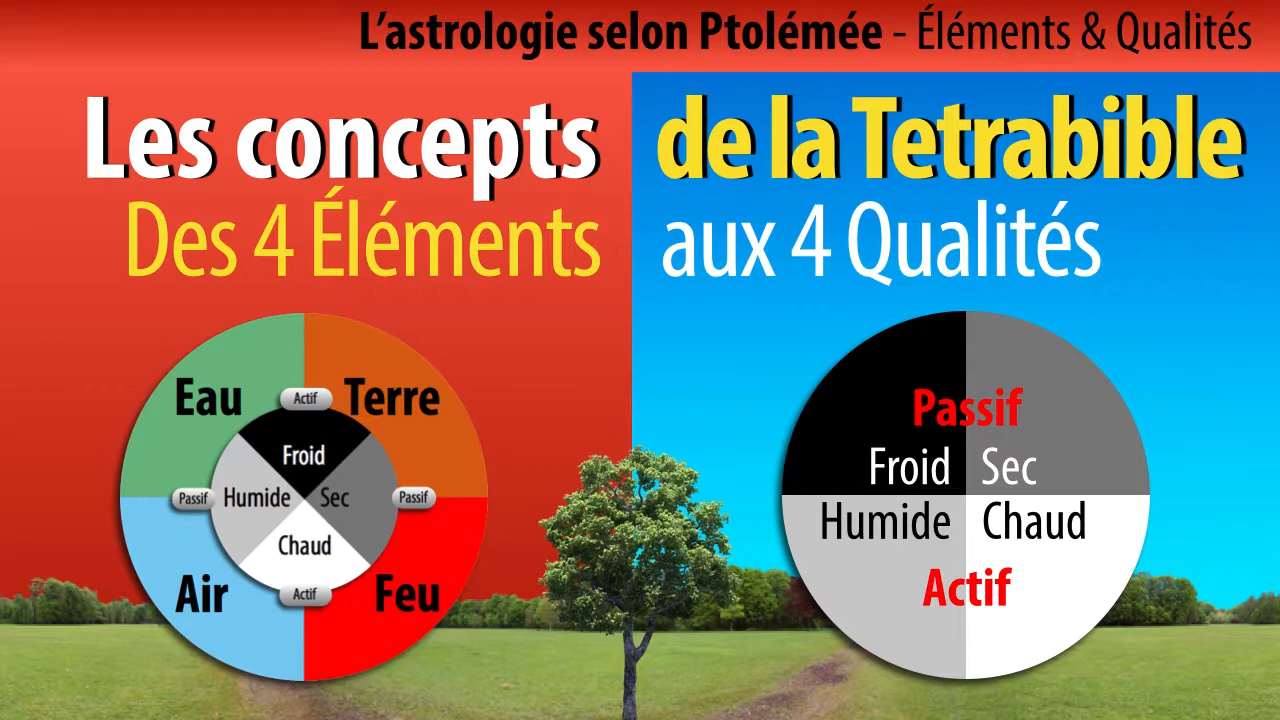 L’astrologie selon Ptolémée - Éléments & Qualités
Les concepts
de la Tetrabible
Des 4 Éléments
aux 4 Qualités
Eau
Actif
Terre
Froid
Passif
Humide
Sec
Passif
Chaud
Air
Actif
Feu
Passif
Froid
Sec
Humide
Chaud
Actif